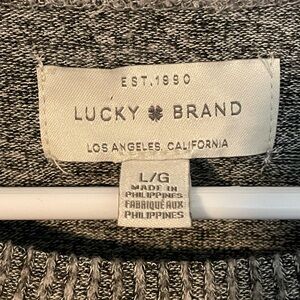 EST.1990
LUCKY BRAND
LOS ANGELES, CALIFORNIA
L/G
MADE IN
PHILIPPINES
FABRIQUÉ AUX
PHILIPPINES